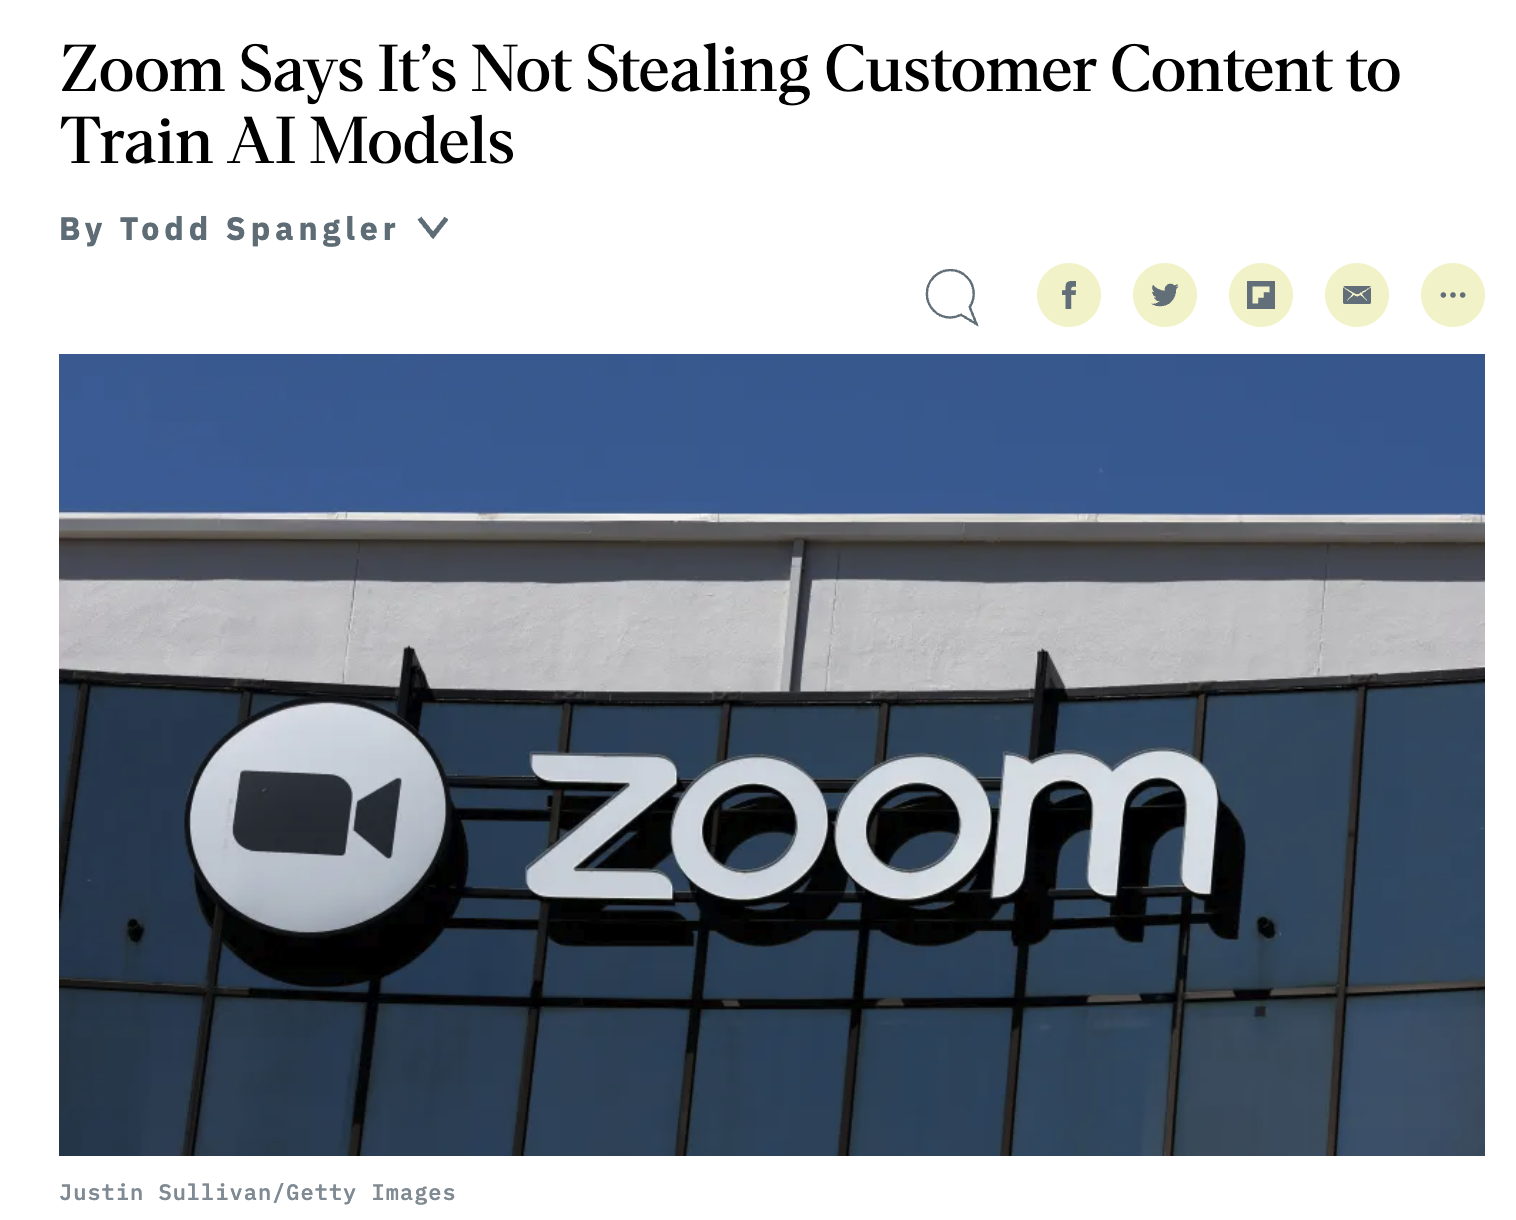 Zoom Says It’s Not Stealing Customer Content to
Train AI Models
By Todd Spangler
zoom
Justin Sullivan/Getty Images